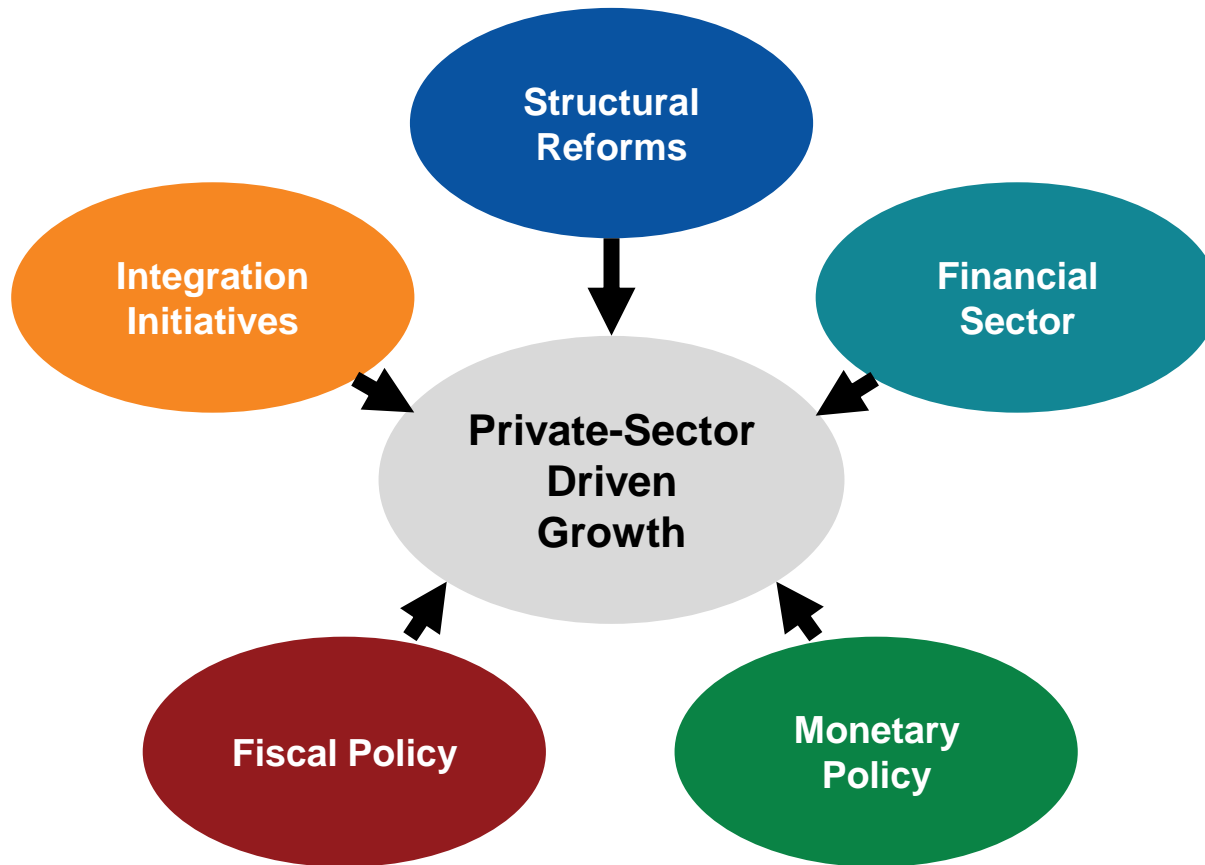 Structural
Reforms
Integration
Initiatives
Financial
Sector
Private-Sector
Driven
Growth
Fiscal Policy
Monetary
Policy